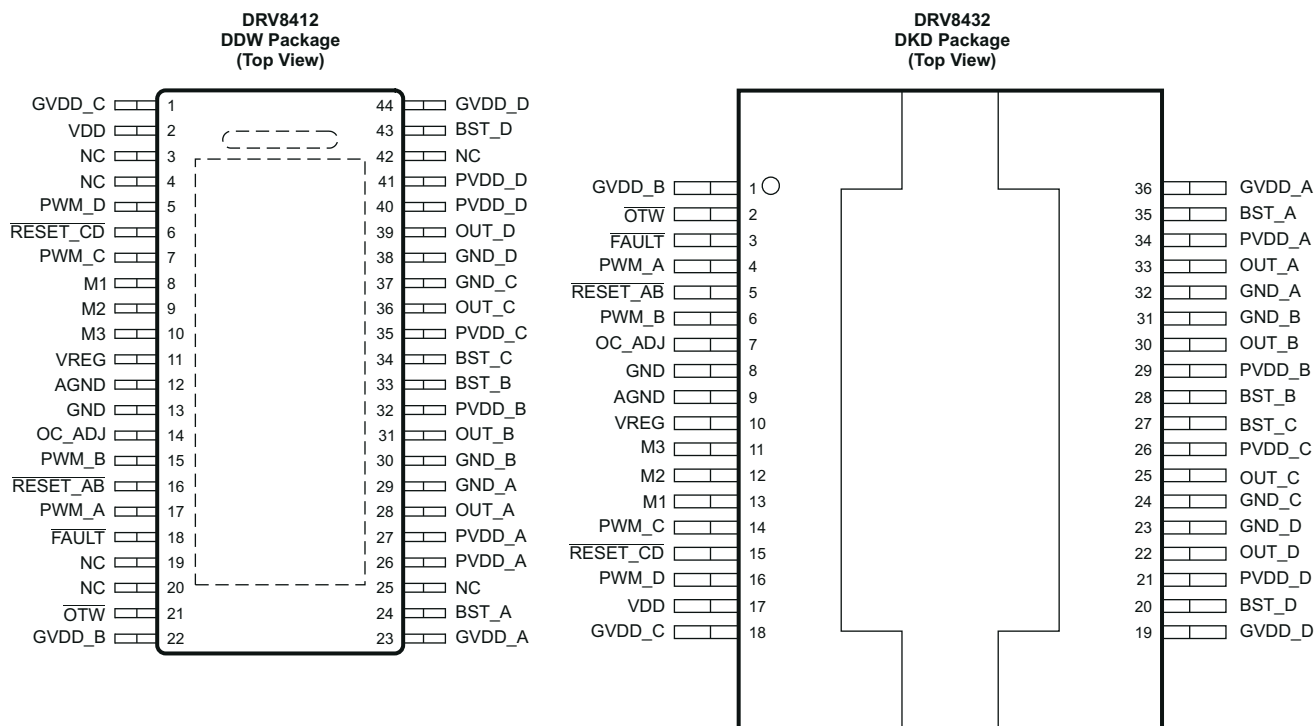 DRV8412
DDW Package
(Top View)
GVDD_C 1 44 GVDD_D
VDD 2 43 BST_D
NC 3 42 NC
NC 4 41 PVDD_D
PWM_D 5 40 PVDD_D
RESET_CD 6 39 OUT_D
PWM_C 7 38 GND_D
M1 8 37 GND_C
M2 9 36 OUT_C
M3 10 35 PVDD_C
VREG 11 34 BST_C
AGND 12 33 BST_B
GND 13 32 PVDD_B
OC_ADJ 14 31 OUT_B
PWM_B 15 30 GND_B
RESET_AB 16 29 GND_A
PWM_A 17 28 OUT_A
FAULT 18 27 PVDD_A
NC 19 26 PVDD_A
NC 20 25 NC
OTW 21 24 BST_A
GVDD_B 22 23 GVDD_A
DRV8432
DKD Package
(Top View)
GVDD_B 1 36 GVDD_A
OTW 2 35 BST_A
FAULT 3 34 PVDD_A
PWM_A 4 33 OUT_A
RESET_AB 5 32 GND_A
PWM_B 6 31 GND_B
OC_ADJ 7 30 OUT_B
GND 8 29 PVDD_B
AGND 9 28 BST_B
VREG 10 27 BST_C
M3 11 26 PVDD_C
M2 12 25 OUT_C
M1 13 24 GND_C
PWM_C 14 23 GND_D
RESET_CD 15 22 OUT_D
PWM_D 16 21 PVDD_D
VDD 17 20 BST_D
GVDD_C 18 19 GVDD_D